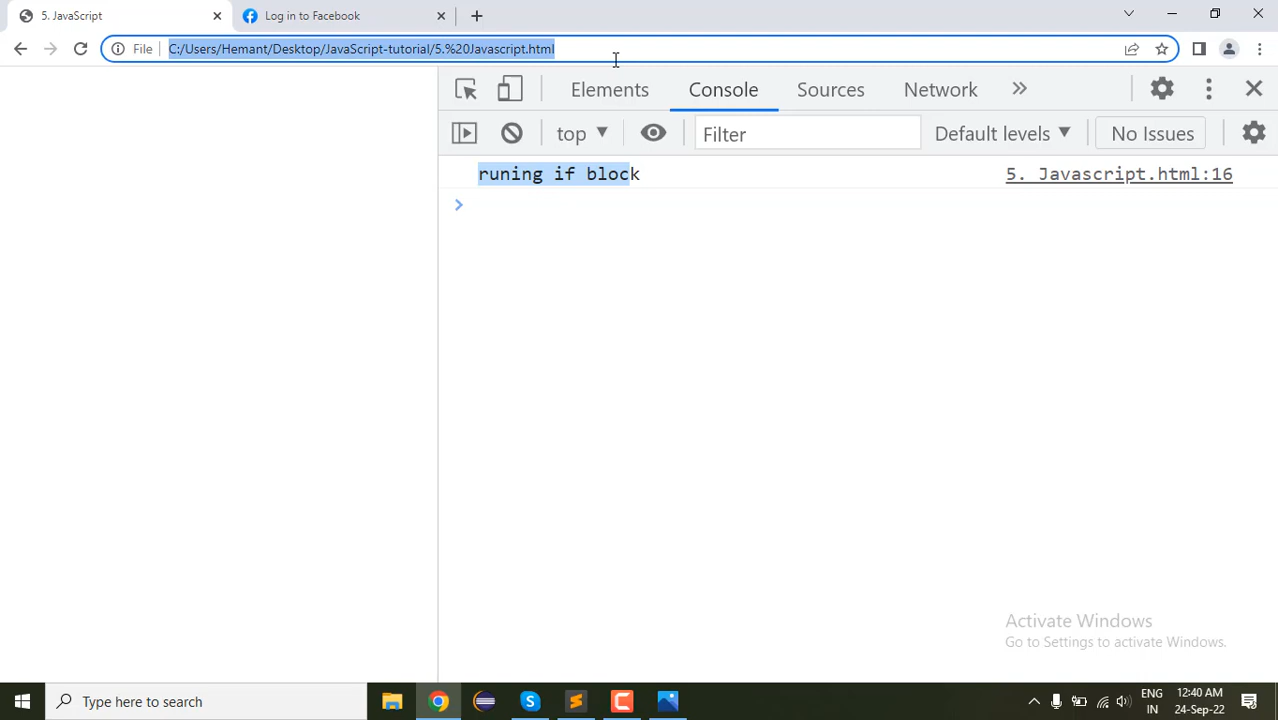 5. JavaScript
Log in to Facebook
File
C:/Users/Hemant/Desktop/JavaScript-tutorial/5.%20Javascript.html
Elements
Console
Sources
Network
top
Filter
Default levels
No Issues
runing if block
5. Javascript.html:16
Activate Windows
Go to Settings to activate Windows.
Type here to search
ENG
IN
12:40 AM
24-Sep-22